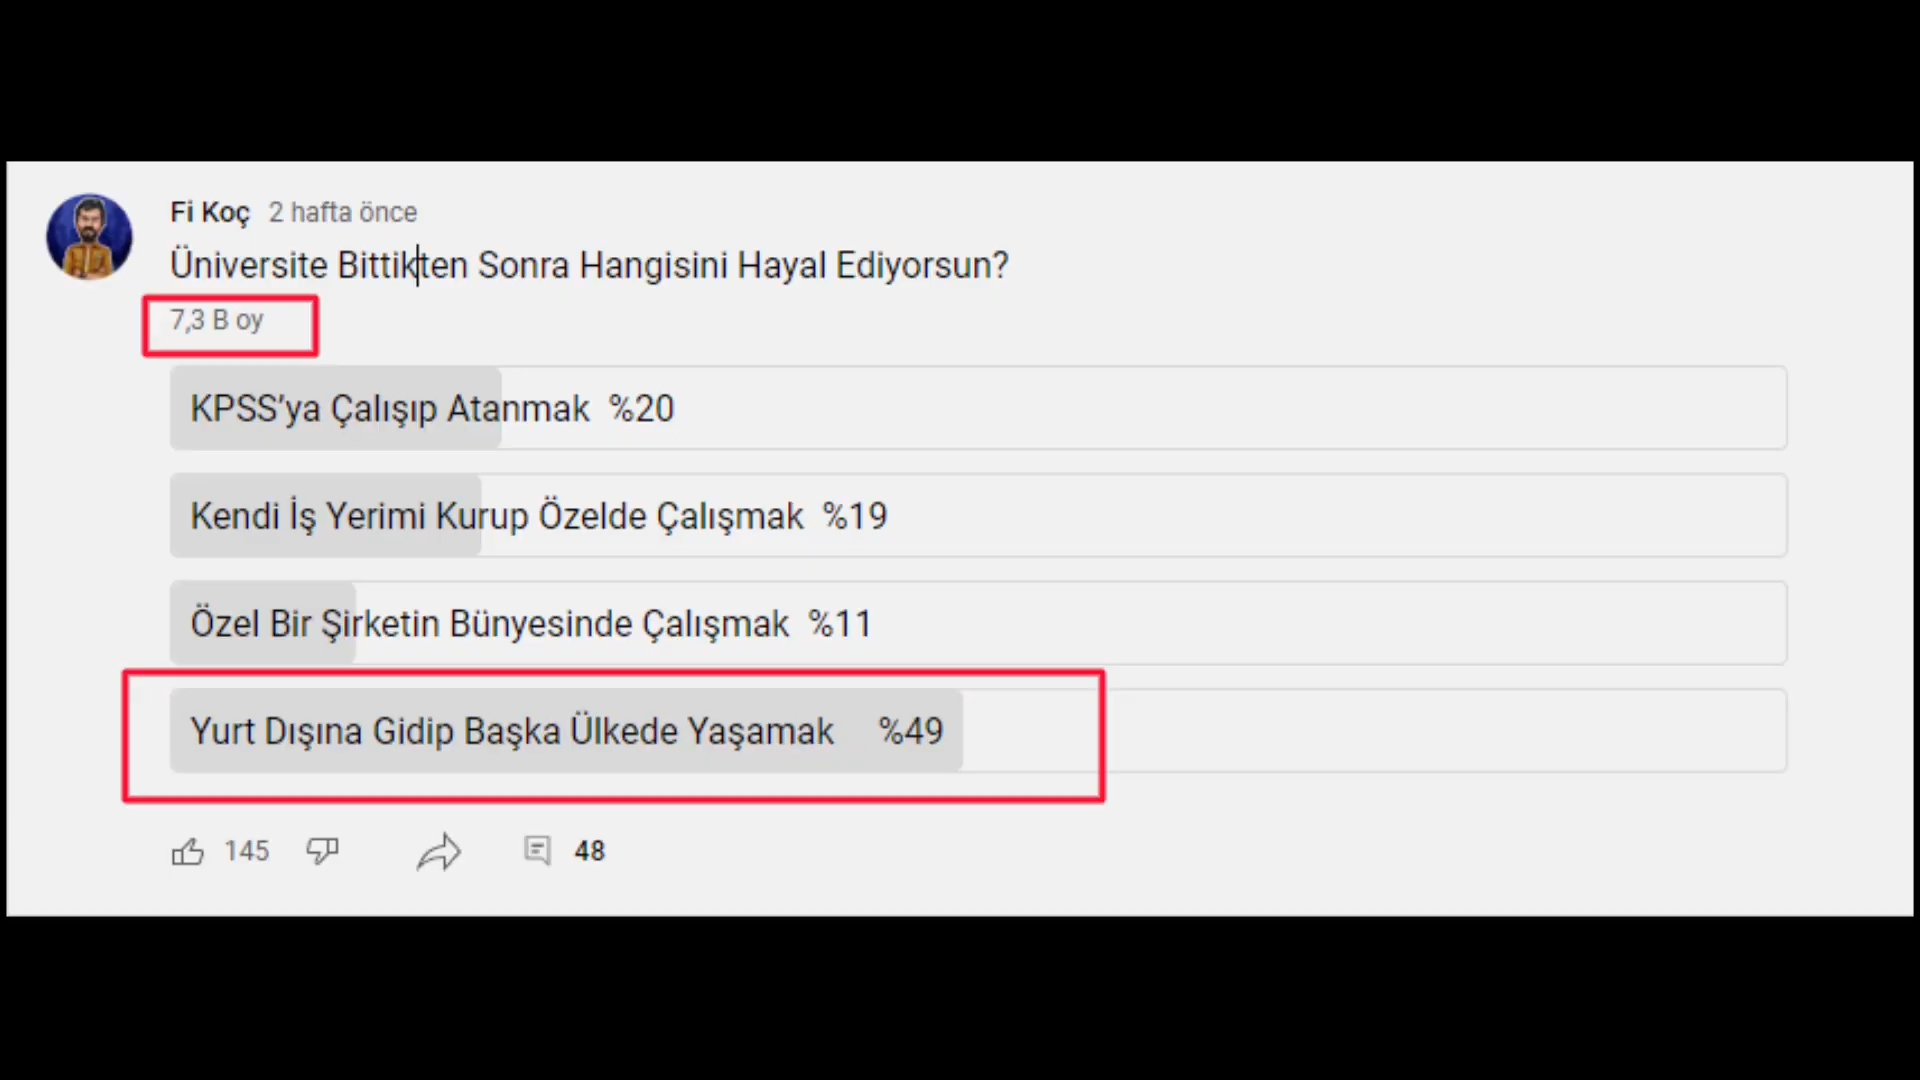 Fi Koç 2 hafta önce
Üniversite Bittikten Sonra Hangisini Hayal Ediyorsun?
7,3 B oy
KPSS'ya Çalışıp Atanmak %20
Kendi İş Yerimi Kurup Özelde Çalışmak %19
Özel Bir Şirketin Bünyesinde Çalışmak %11
Yurt Dışına Gidip Başka Ülkede Yaşamak %49
145 48